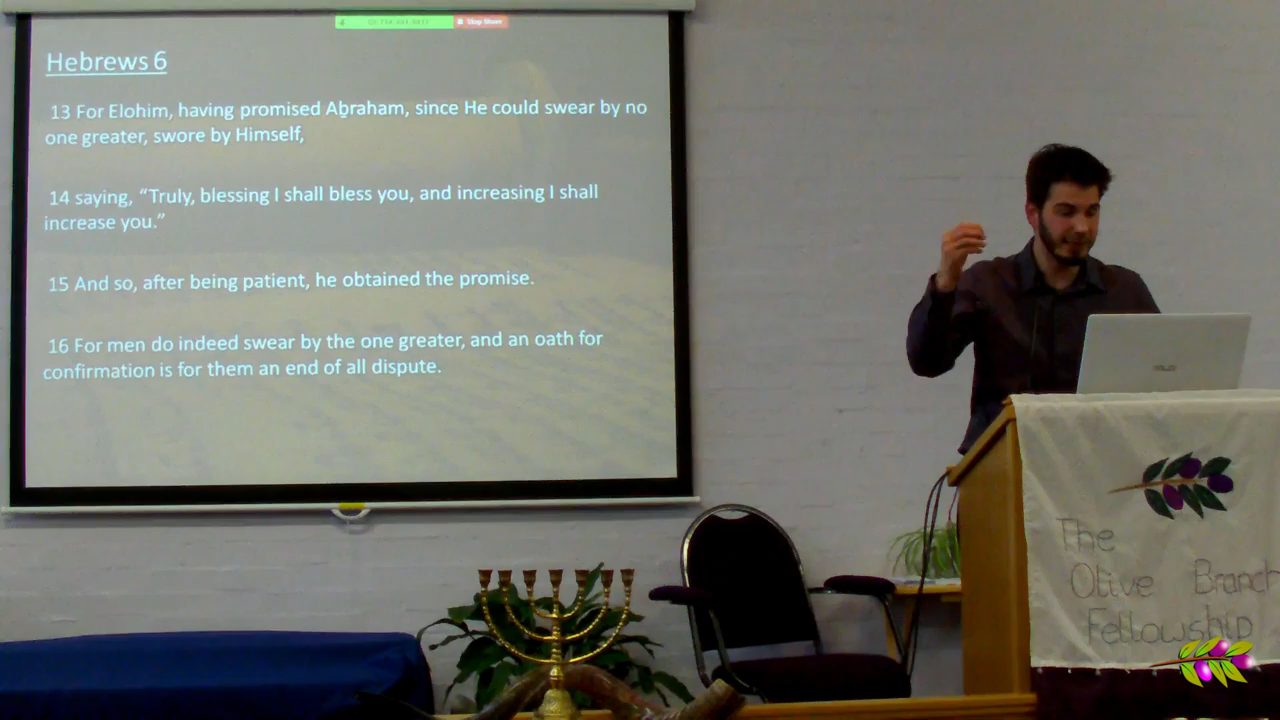 Stop Share
Hebrews 6
13 For Elohim, having promised Aḇraham, since He could swear by no
one greater, swore by Himself,
14 saying, “Truly, blessing I shall bless you, and increasing I shall
increase you.”
15 And so, after being patient, he obtained the promise.
16 For men do indeed swear by the one greater, and an oath for
confirmation is for them an end of all dispute.
ASUS
The
Olive Branch
Fellowship